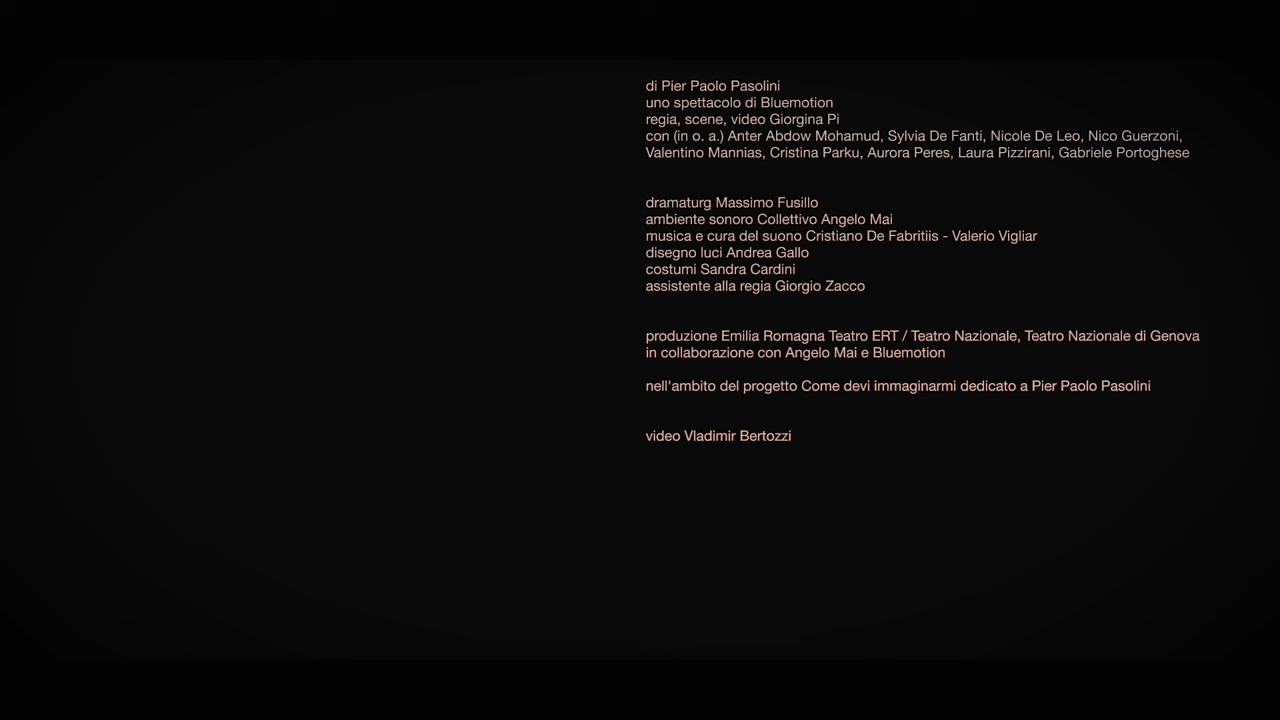 di Pier Paolo Pasolini
uno spettacolo di Bluemotion
regia, scene, video Giorgina Pi
con (in o. a.) Anter Abdow Mohamud, Sylvia De Fanti, Nicole De Leo, Nico Guerzoni,
Valentino Mannias, Cristina Parku, Aurora Peres, Laura Pizzirani, Gabriele Portoghese
dramaturg Massimo Fusillo
ambiente sonoro Collettivo Angelo Mai
musica e cura del suono Cristiano De Fabritiis - Valerio Vigliar
disegno luci Andrea Gallo
costumi Sandra Cardini
assistente alla regia Giorgio Zacco
produzione Emilia Romagna Teatro ERT / Teatro Nazionale, Teatro Nazionale di Genova
in collaborazione con Angelo Mai e Bluemotion
nell'ambito del progetto Come devi immaginarmi dedicato a Pier Paolo Pasolini
video Vladimir Bertozzi